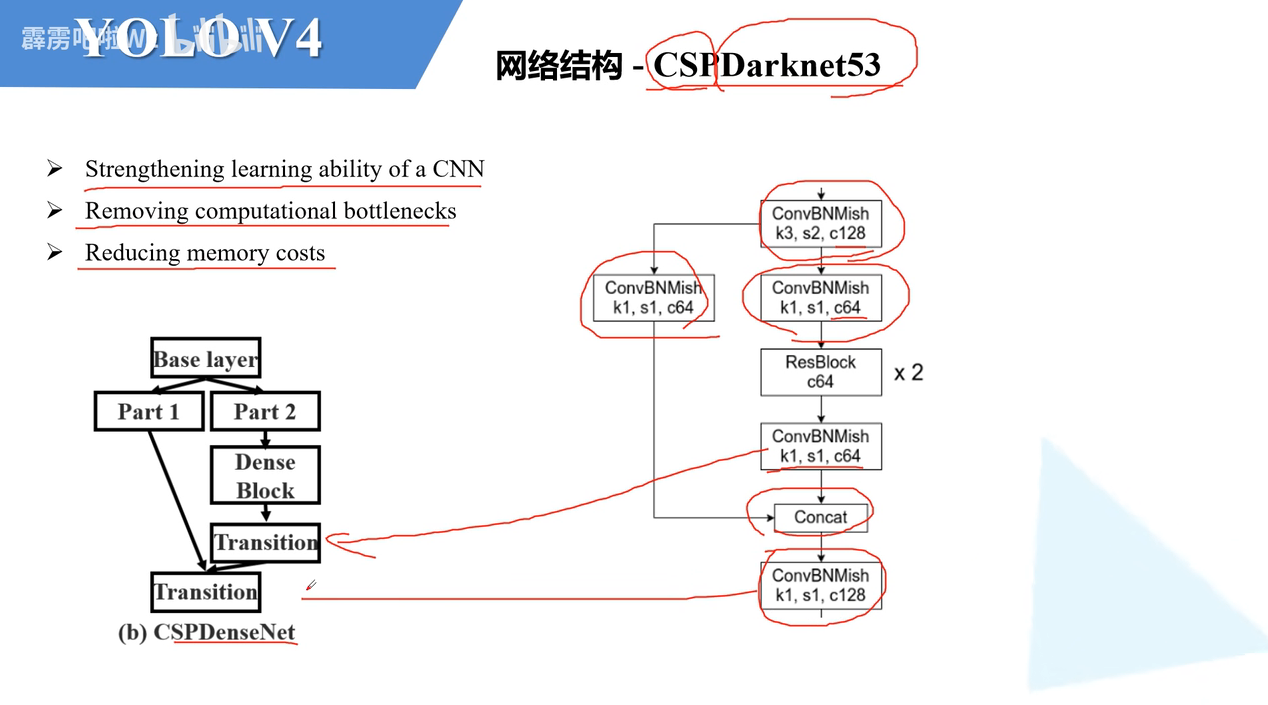 YOLO V4
霹雳吧啦W
bilibili
网络结构 - CSPDarknet53
➢ Strengthening learning ability of a CNN
➢ Removing computational bottlenecks
➢ Reducing memory costs
Base layer
Part 1
Part 2
Dense
Block
Transition
Transition
(b) CSPDenseNet
ConvBNMish
k3, s2, c128
ConvBNMish
k1, s1, c64
ConvBNMish
k1, s1, c64
ResBlock
c64
x 2
ConvBNMish
k1, s1, c64
Concat
ConvBNMish
k1, s1, c128